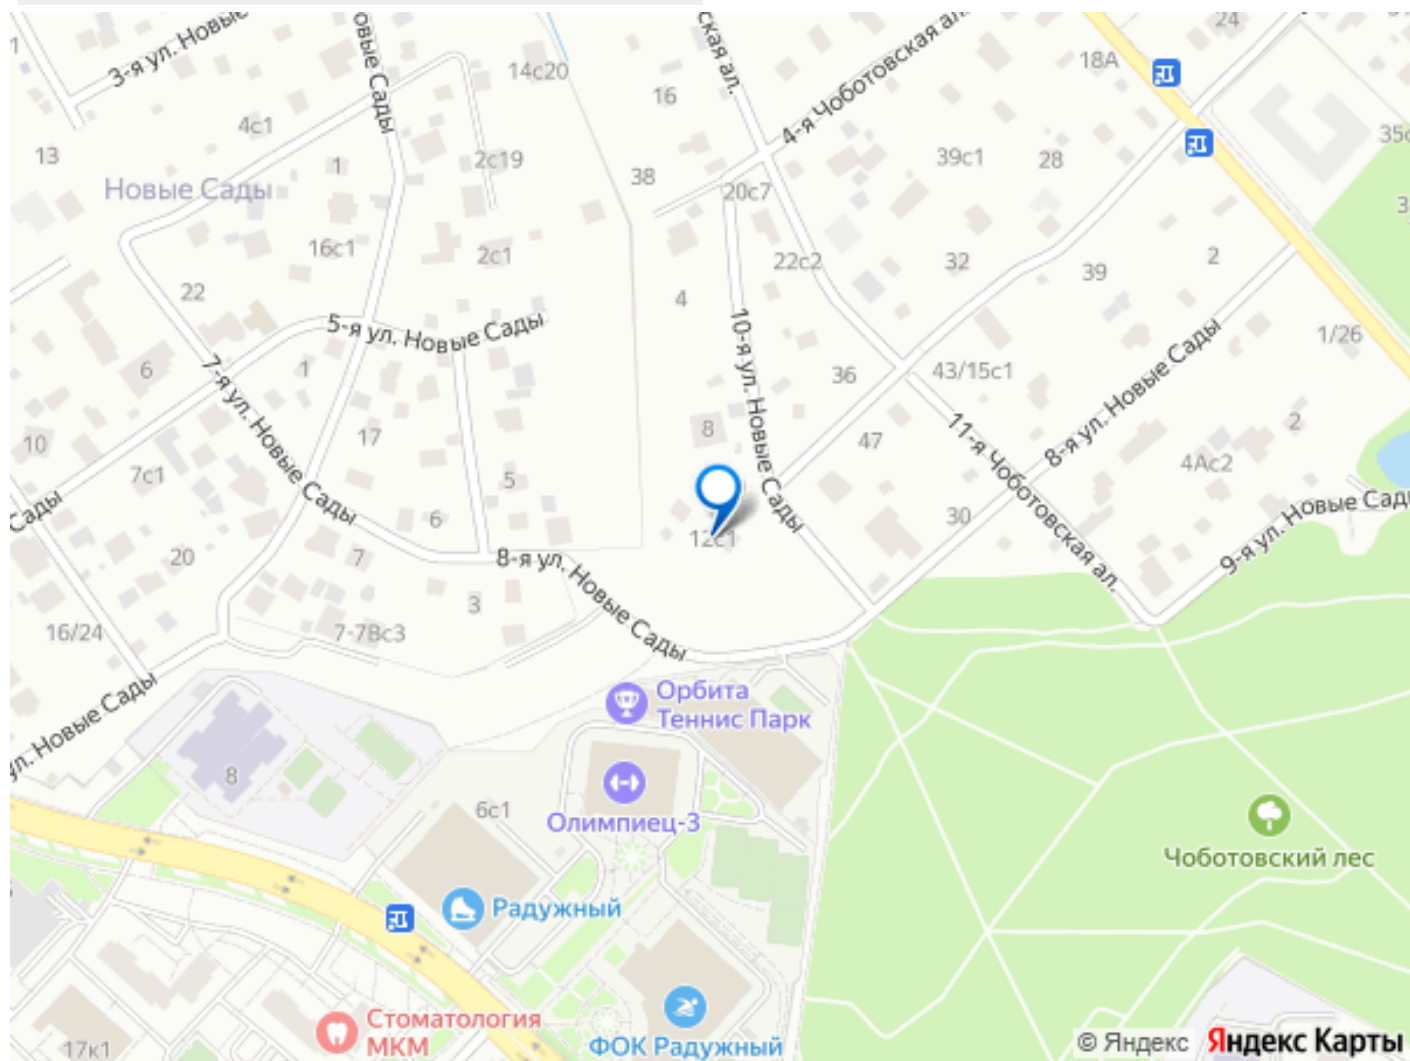 3-я ул. Новые
овые Сады
14с20
ская ал.
16
4-я Чоботовская ал.
18А
24
4с1
13
1
2с19
38
20с7
39с1
28
35с
Новые Сады
16с1
2с1
22с2
32
39
2
22
4
5-я ул. Новые Сады
10-я ул. Новые Сады
1/26
6
1
7-я ул. Новые Сады
36
43/15с1
8-я ул. Новые Сады
10
17
8
47
11-я Чоботовская ал.
2
7с1
5
4Ас2
Сады
6
12с1
30
9-я ул. Новые Сады
20
7
8-я ул. Новые Сады
3
16/24
7-7Вс3
ул. Новые Сады
Орбита
Теннис Парк
8
6с1
Олимпиец-3
Чоботовский лес
Радужный
Стоматология
МКМ
17к1
ФОК Радужный
© Яндекс Яндекс Карты